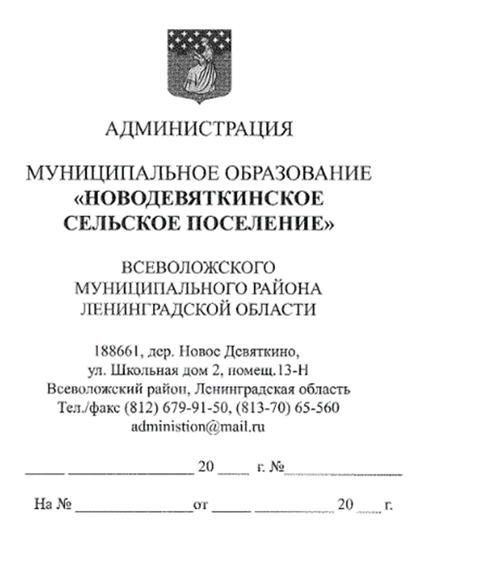 АДМИНИСТРАЦИЯ
МУНИЦИПАЛЬНОЕ ОБРАЗОВАНИЕ
«НОВОДЕВЯТКИНСКОЕ
СЕЛЬСКОЕ ПОСЕЛЕНИЕ»
ВСЕВОЛОЖСКОГО
МУНИЦИПАЛЬНОГО РАЙОНА
ЛЕНИНГРАДСКОЙ ОБЛАСТИ
188661, дер. Новое Девяткино,
ул. Школьная дом 2, помещ.13-Н
Всеволожский район, Ленинградская область
Тел./факс (812) 679-91-50, (813-70) 65-560
administion@mail.ru
_____ ________________ 20 ____ г. №_______________
На № _______________от _____ __________ 20 ___ г.